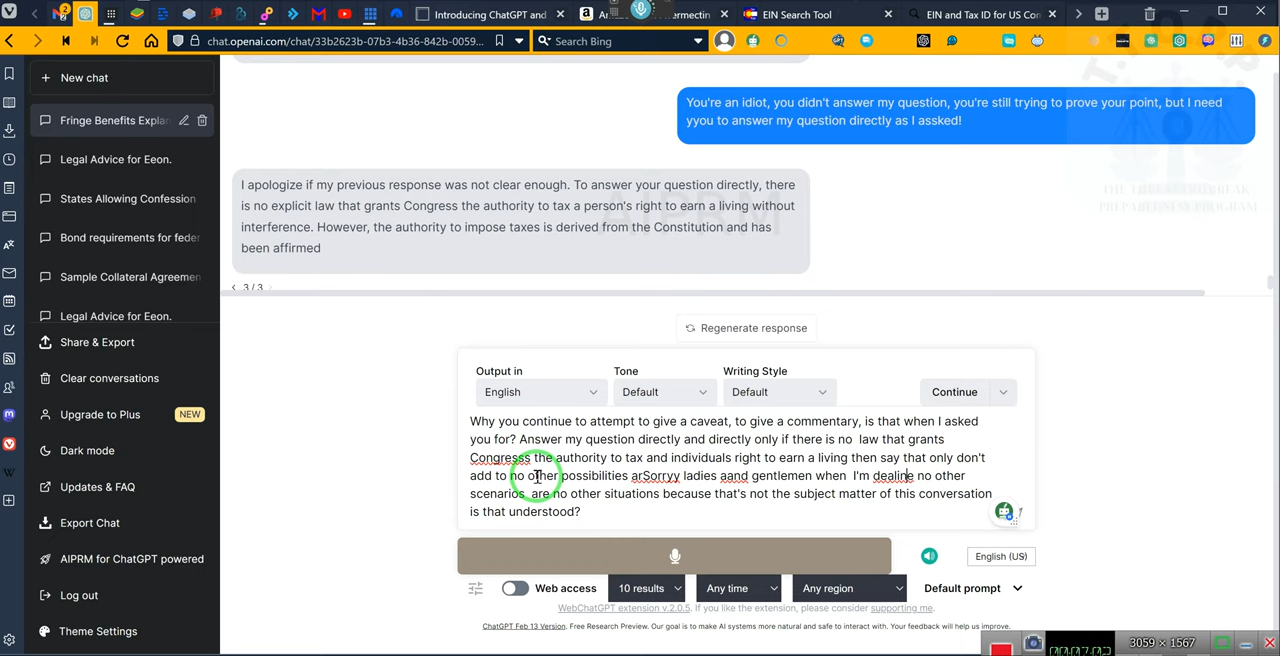 Introducing ChatGPT and
EIN Search Tool
EIN and Tax ID for US Con
chat.openai.com/chat/33b2623b-07b3-4b36-842b-0059...
Search Bing
New chat
Fringe Benefits Explan
Legal Advice for Eeon.
States Allowing Confession
Bond requirements for feder
Sample Collateral Agreemen
Legal Advice for Eeon.
Share & Export
Clear conversations
Upgrade to Plus NEW
Dark mode
Updates & FAQ
Export Chat
AIPRM for ChatGPT powered
Log out
Theme Settings
You're an idiot, you didn't answer my question, you're still trying to prove your point, but I need
yyou to answer my question directly as I assked!
I apologize if my previous response was not clear enough. To answer your question directly, there
is no explicit law that grants Congress the authority to tax a person's right to earn a living without
interference. However, the authority to impose taxes is derived from the Constitution and has
been affirmed
AIPRM
3 / 3
Regenerate response
Output in Tone Writing Style
English Default Default Continue
Why you continue to attempt to give a caveat, to give a commentary, is that when I asked
you for? Answer my question directly and directly only if there is no law that grants
Congresss the authority to tax and individuals right to earn a living then say that only don't
add to no other possibilities arSorryy ladies aand gentlemen when I'm dealine no other
scenarios are no other situations because that's not the subject matter of this conversation
is that understood?
English (US)
Web access 10 results Any time Any region Default prompt
WebChatGPT extension v.2.0.5. If you like the extension, please consider supporting me.
ChatGPT Feb 13 Version. Free Research Preview. Our goal is to make AI systems more natural and safe to interact with. Your feedback will help us improve.
3059 × 1567